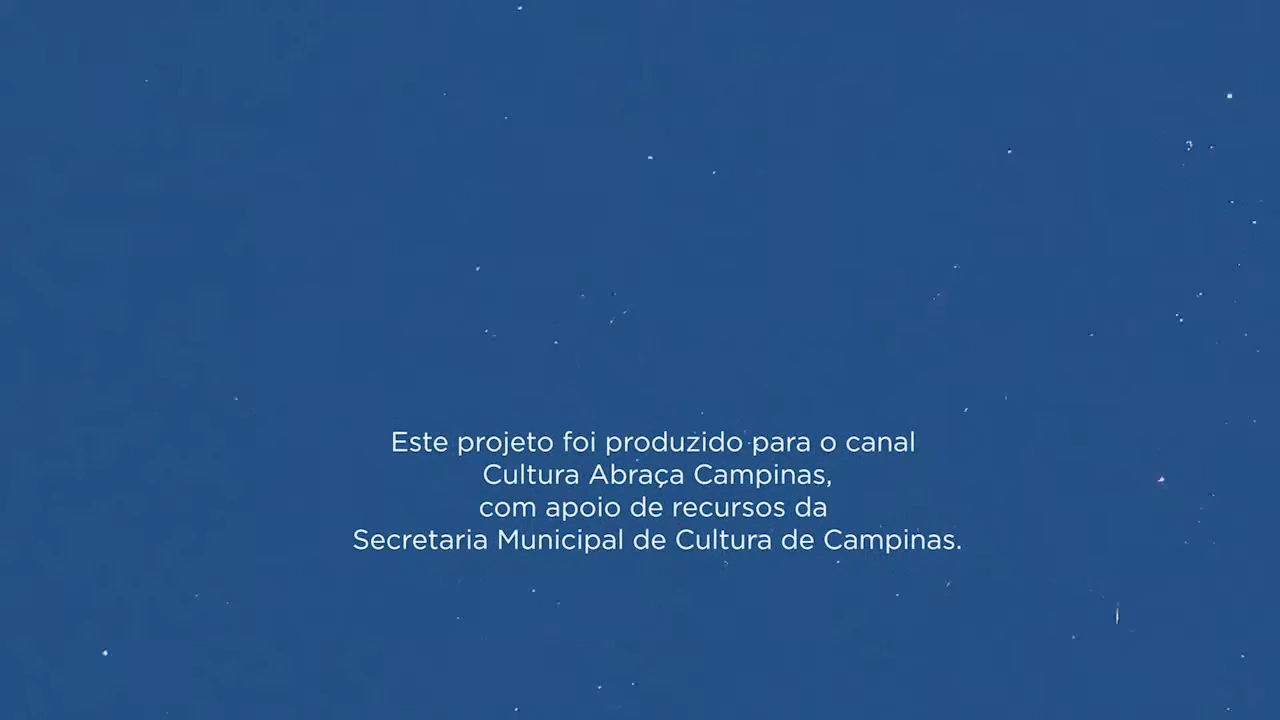 Este projeto foi produzido para o canal
Cultura Abraça Campinas,
com apoio de recursos da
Secretaria Municipal de Cultura de Campinas.